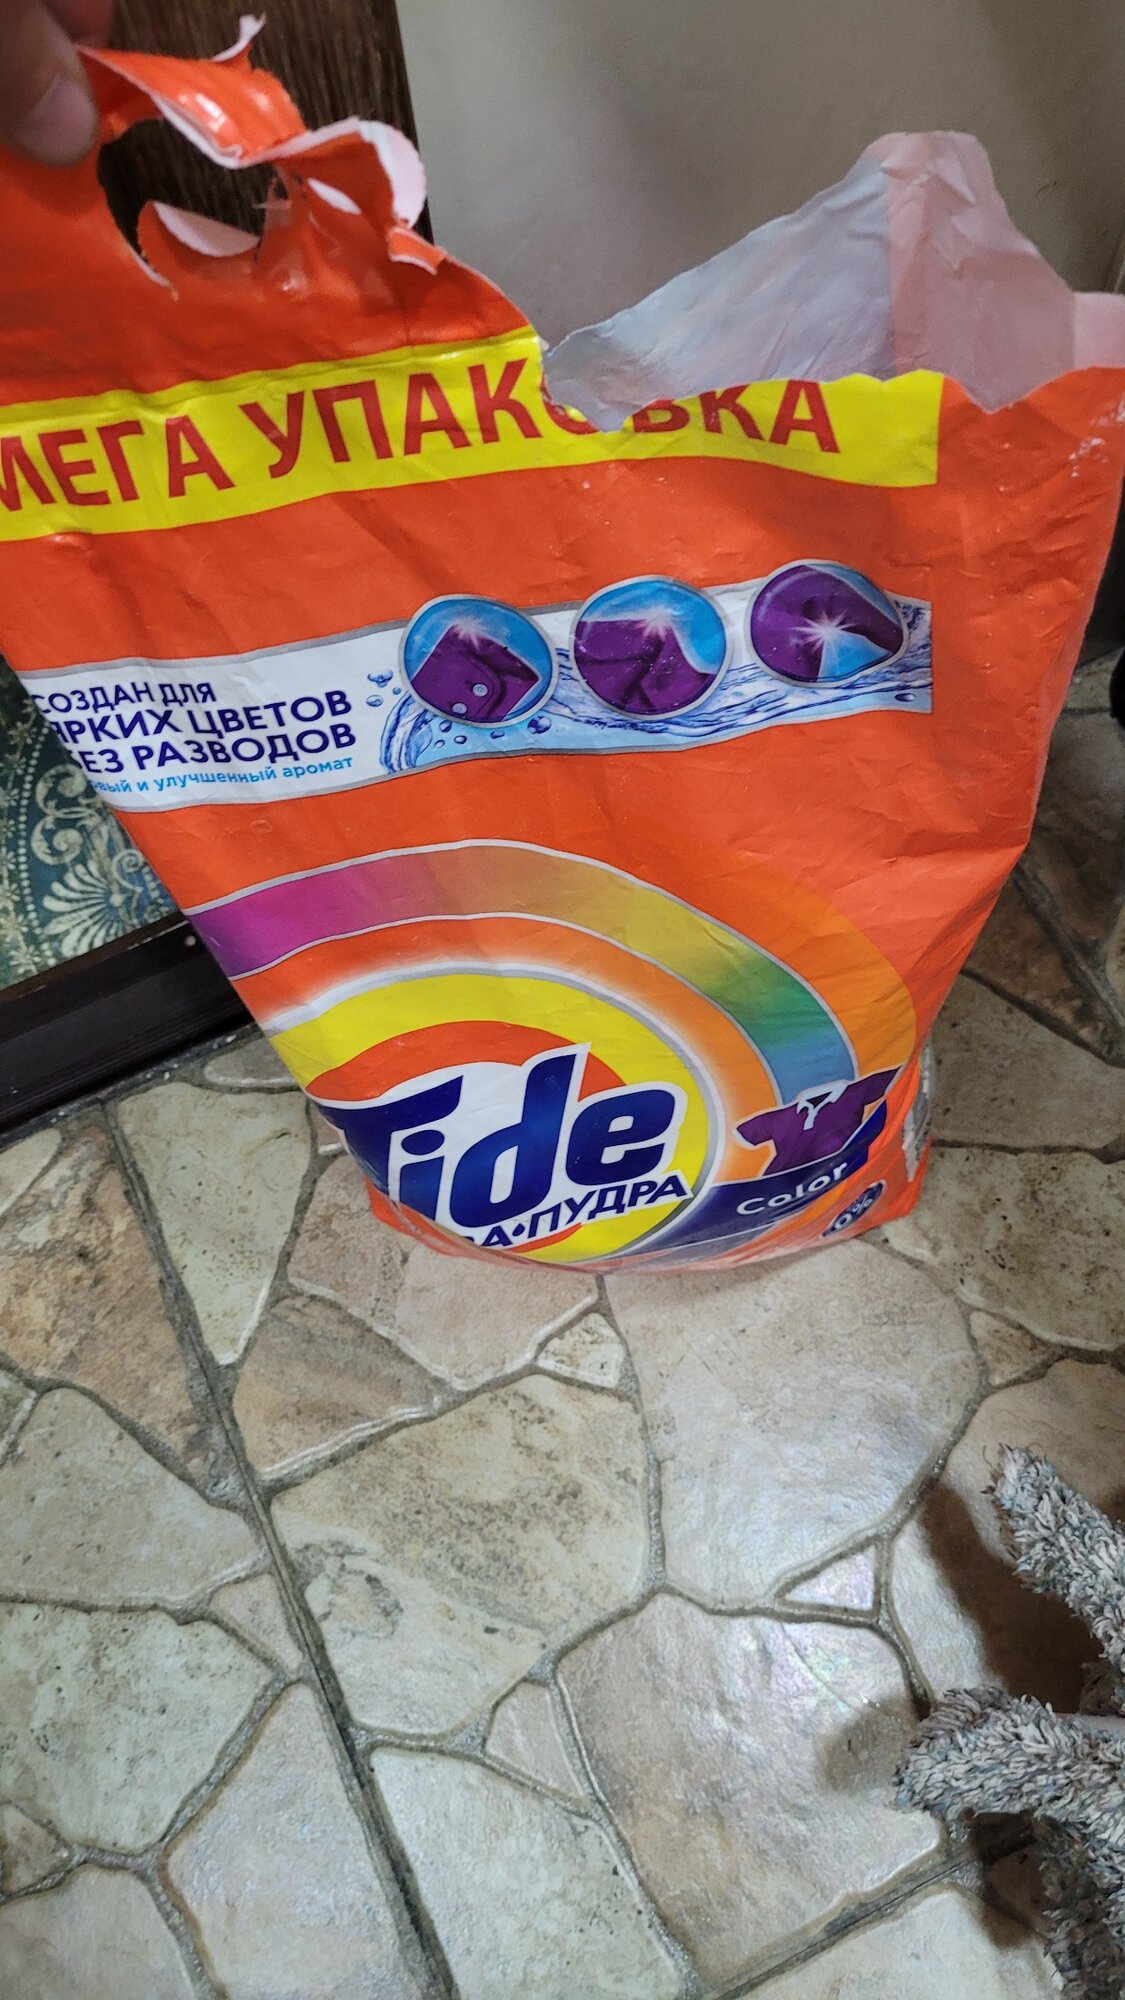 МЕГА УПАКОВКА
СОЗДАН ДЛЯ
ЯРКИХ ЦВЕТОВ
БЕЗ РАЗВОДОВ
и улучшенный аромат
Tide
ПУДРА
Color